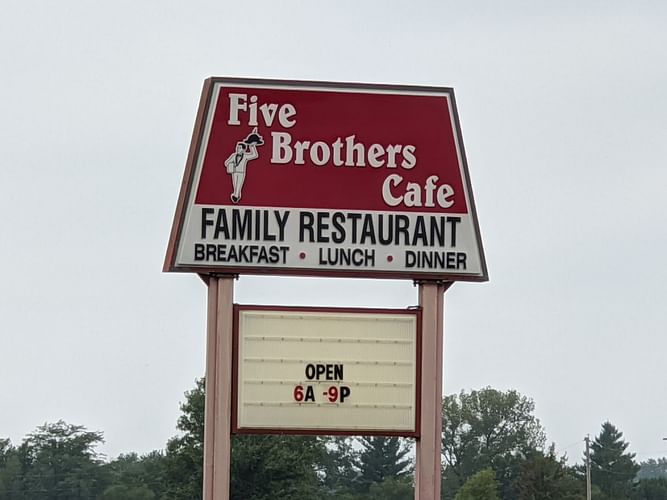 Five
Brothers
Cafe
FAMILY RESTAURANT
BREAKFAST • LUNCH • DINNER
OPEN
6A -9P